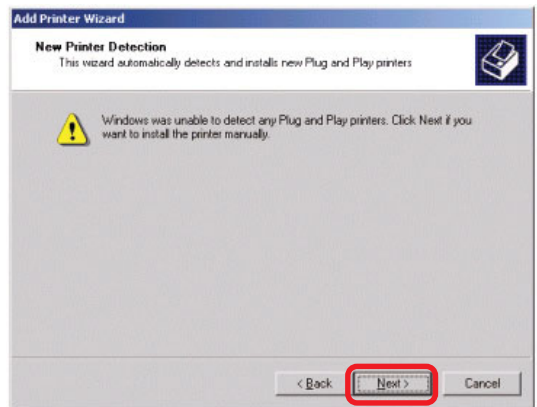 Add Printer Wizard
New Printer Detection
This wizard automatically detects and installs new Plug and Play printers
Windows was unable to detect any Plug and Play printers. Click Next if you
want to install the printer manually.
< Back
Next >
Cancel